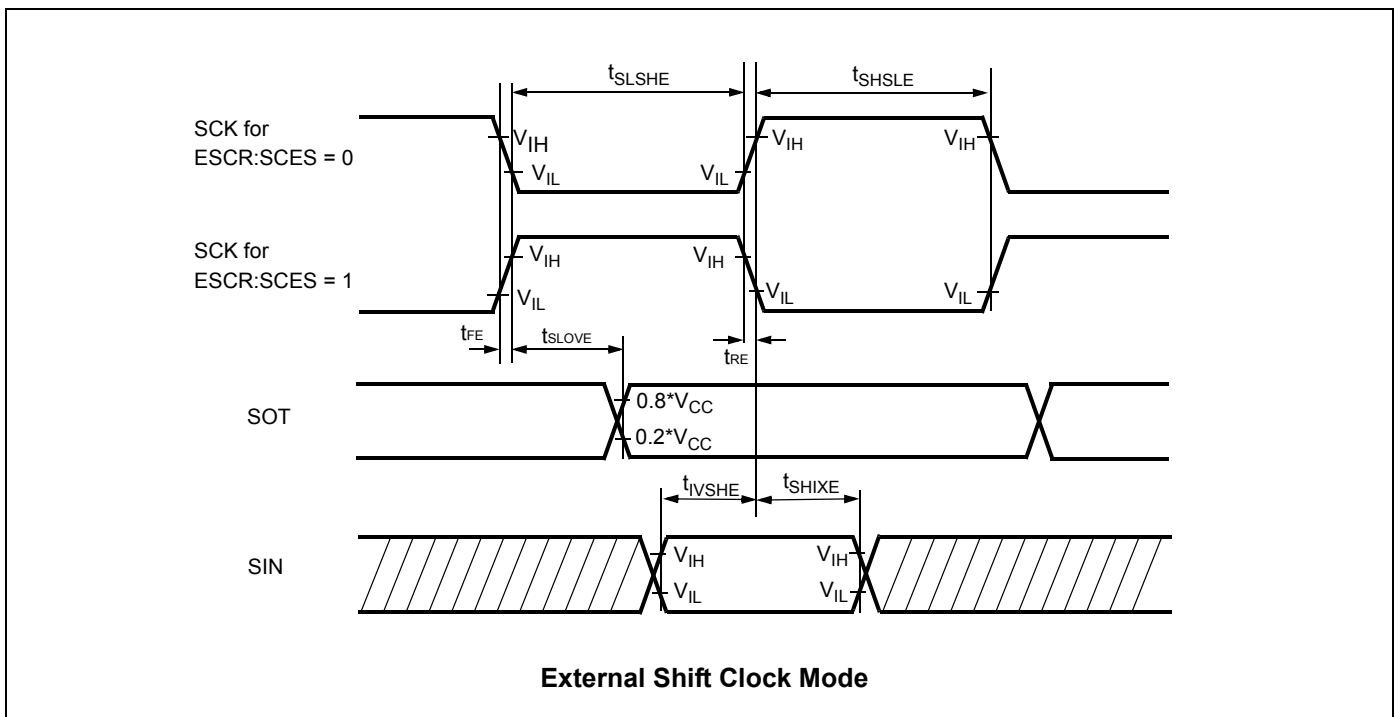 tSLSHE tSHSLE
SCK for
ESCR:SCES = 0
VIH VIH VIH
VIL VIL
SCK for
ESCR:SCES = 1
VIH VIH
VIL VIL VIL
tFE tSLOVE tRE
SOT
0.8*VCC
0.2*VCC
tIVSHE tSHIXE
SIN
VIH VIH
VIL VIL
External Shift Clock Mode